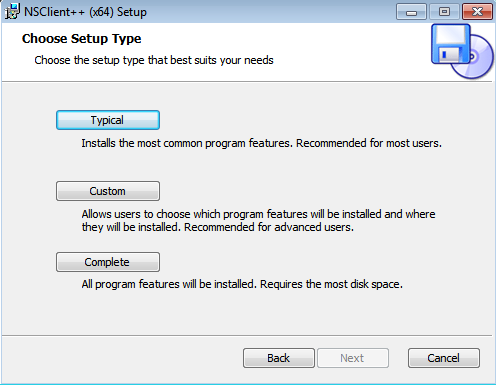 NSClient++ (x64) Setup
Choose Setup Type
Choose the setup type that best suits your needs
Typical
Installs the most common program features. Recommended for most users.
Custom
Allows users to choose which program features will be installed and where
they will be installed. Recommended for advanced users.
Complete
All program features will be installed. Requires the most disk space.
Back Next Cancel